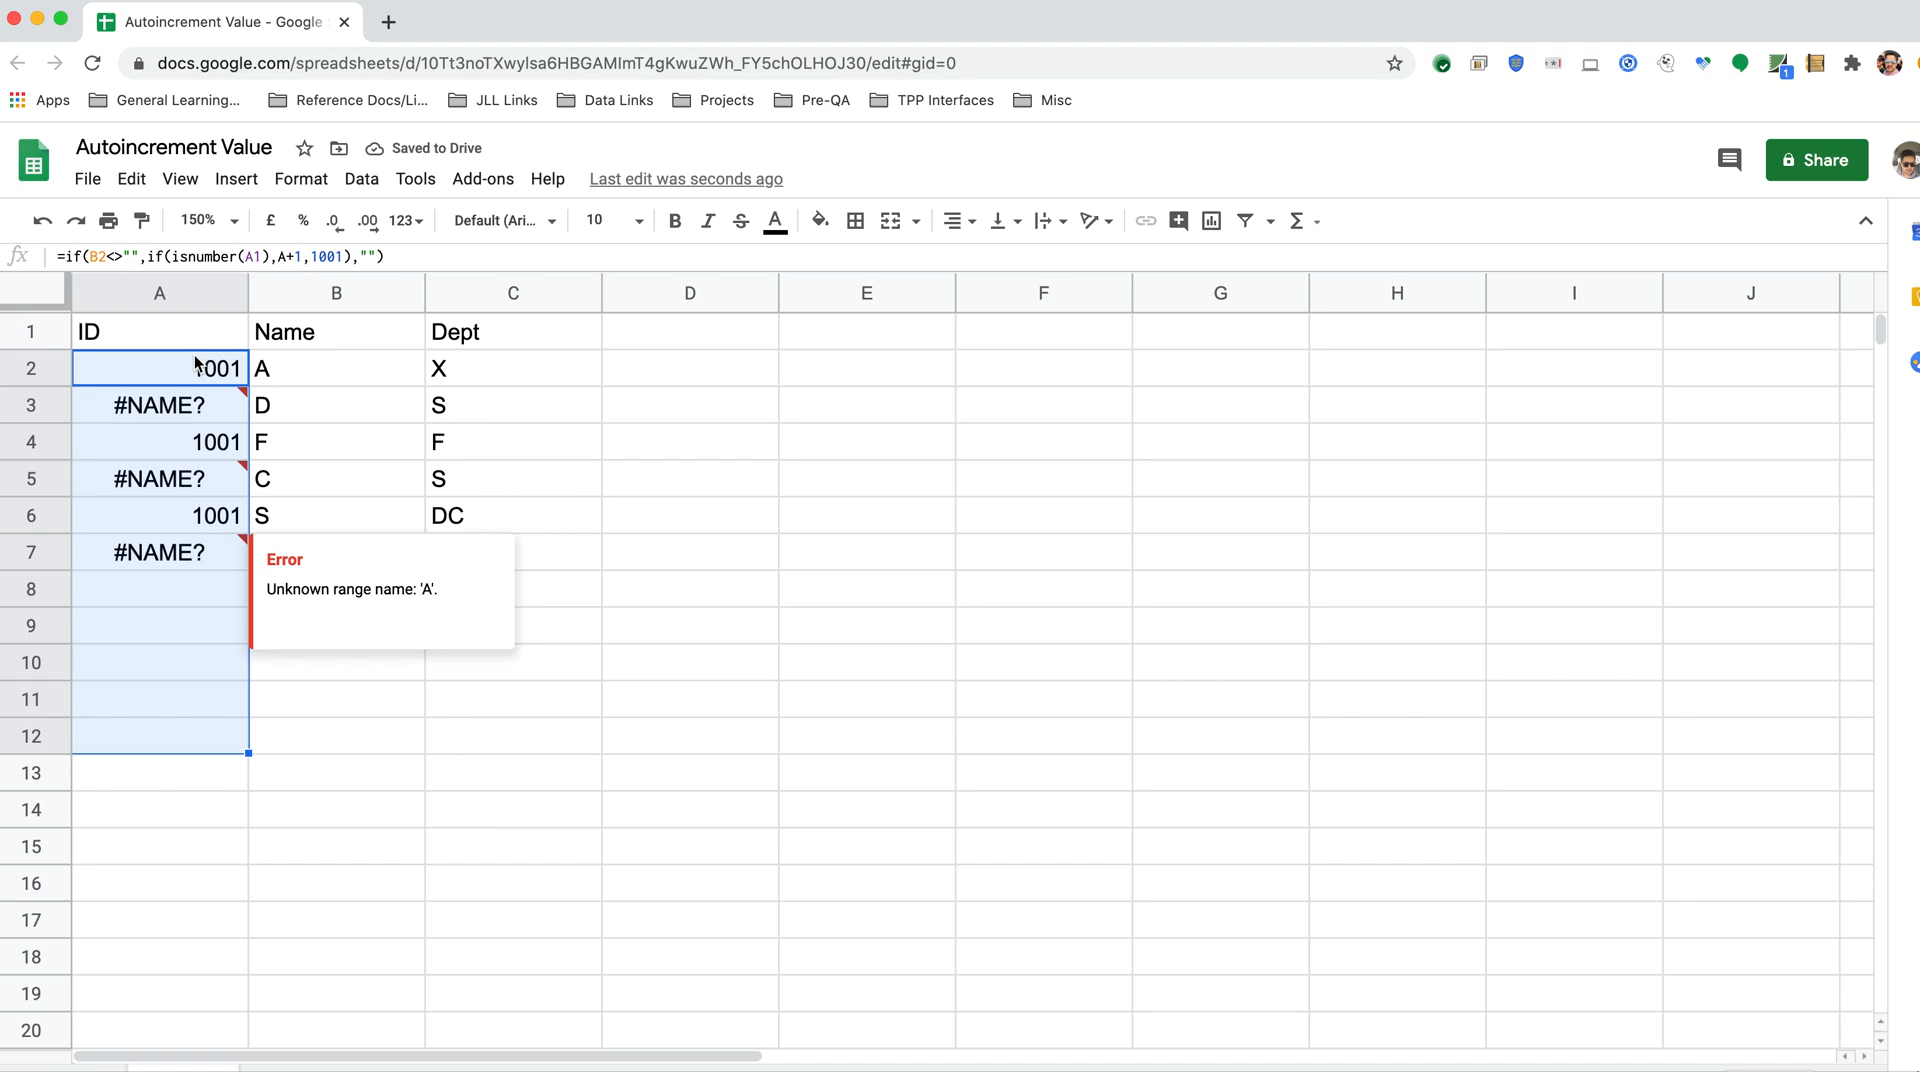 Autoincrement Value - Google
docs.google.com/spreadsheets/d/10Tt3noTXwylsa6HBGAMImT4gKwuZWh_FY5chOLHOJ30/edit#gid=0
Apps General Learning... Reference Docs/Li... JLL Links Data Links Projects Pre-QA TPP Interfaces Misc
Autoincrement Value Saved to Drive
Share
File Edit View Insert Format Data Tools Add-ons Help Last edit was seconds ago
150% £ % .0 .00 123 Default (Ari... 10 B I S A Σ
fx =if(B2<>"",if(isnumber(A1),A+1,1001),"")
A B C D E F G H I J
1 ID Name Dept
2 1001 A X
3 #NAME? D S
4 1001 F F
5 #NAME? C S
6 1001 S DC
7 #NAME?
Error
Unknown range name: 'A'.
8
9
10
11
12
13
14
15
16
17
18
19
20